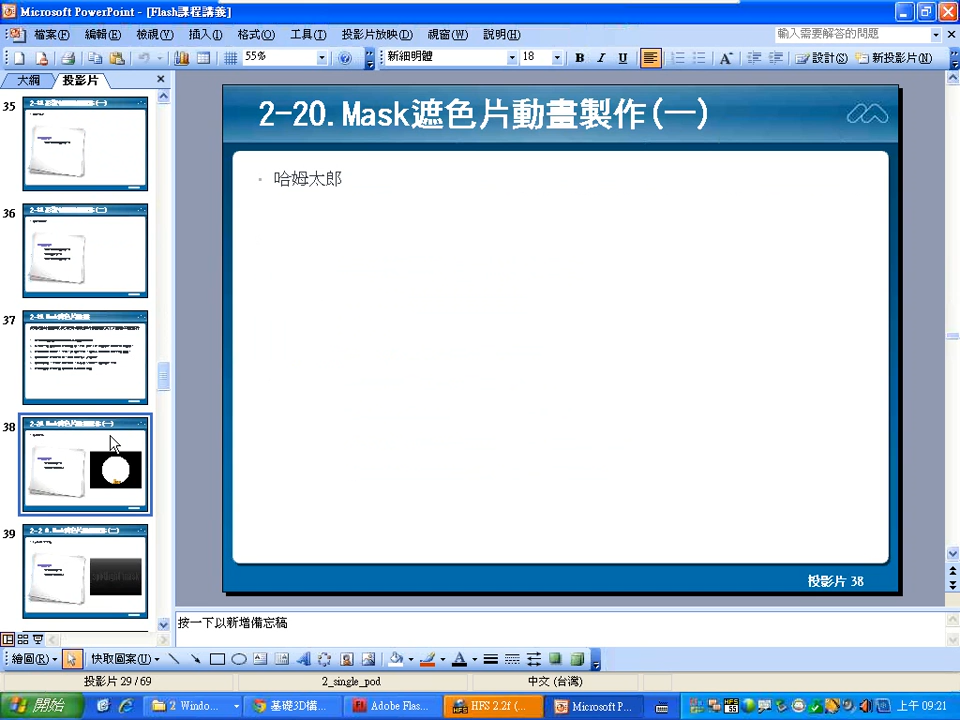 Microsoft PowerPoint - [Flash課程講義]
檔案(F) 編輯(E) 檢視(V) 插入(I) 格式(O) 工具(T) 投影片放映(D) 視窗(W) 說明(H) 輸入需要解答的問題
55% 新細明體 18 B I U A 設計(S) 新投影片(N)
大綱 投影片
35
36
37
38
39
2-20.Mask遮色片動畫製作(一)
哈姆太郎
投影片 38
按一下以新增備忘稿
繪圖(R) 快取圖案(U) A
投影片 29 / 69 2_single_pod 中文 (台灣)
開始 2 Windo... 基礎3D構... Adobe Flas... HFS 2.2f (... Microsoft P... 上午 09:21